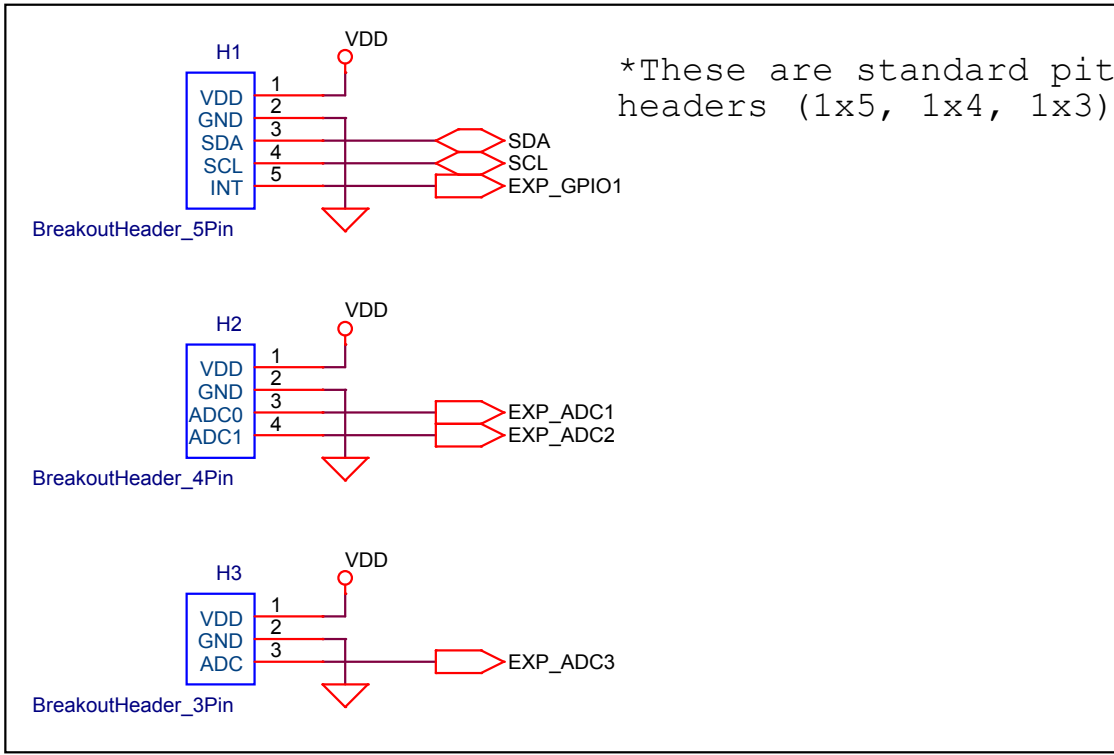 *These are standard pit
headers (1x5, 1x4, 1x3)
H1
VDD
VDD 1
GND 2
SDA 3 SDA
SCL 4 SCL
INT 5 EXP_GPIO1
BreakoutHeader_5Pin
H2
VDD
VDD 1
GND 2
ADC0 3 EXP_ADC1
ADC1 4 EXP_ADC2
BreakoutHeader_4Pin
H3
VDD
VDD 1
GND 2
ADC 3 EXP_ADC3
BreakoutHeader_3Pin